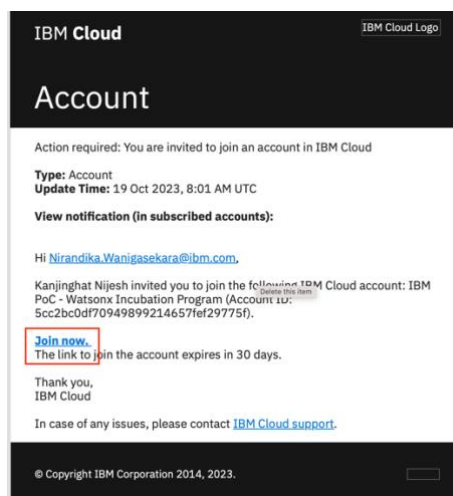 IBM Cloud
IBM Cloud Logo
Account
Action required: You are invited to join an account in IBM Cloud
Type: Account
Update Time: 19 Oct 2023, 8:01 AM UTC
View notification (in subscribed accounts):
Hi Nirandika.Wanigasekara@ibm.com,
Kanjinghat Nijesh invited you to join the following IBM Cloud account: IBM
PoC - Watsonx Incubation Program (Account ID:
Delete this item
5cc2bc0df70949899214657fef29775f).
Join now.
The link to join the account expires in 30 days.
Thank you,
IBM Cloud
In case of any issues, please contact IBM Cloud support.
© Copyright IBM Corporation 2014, 2023.